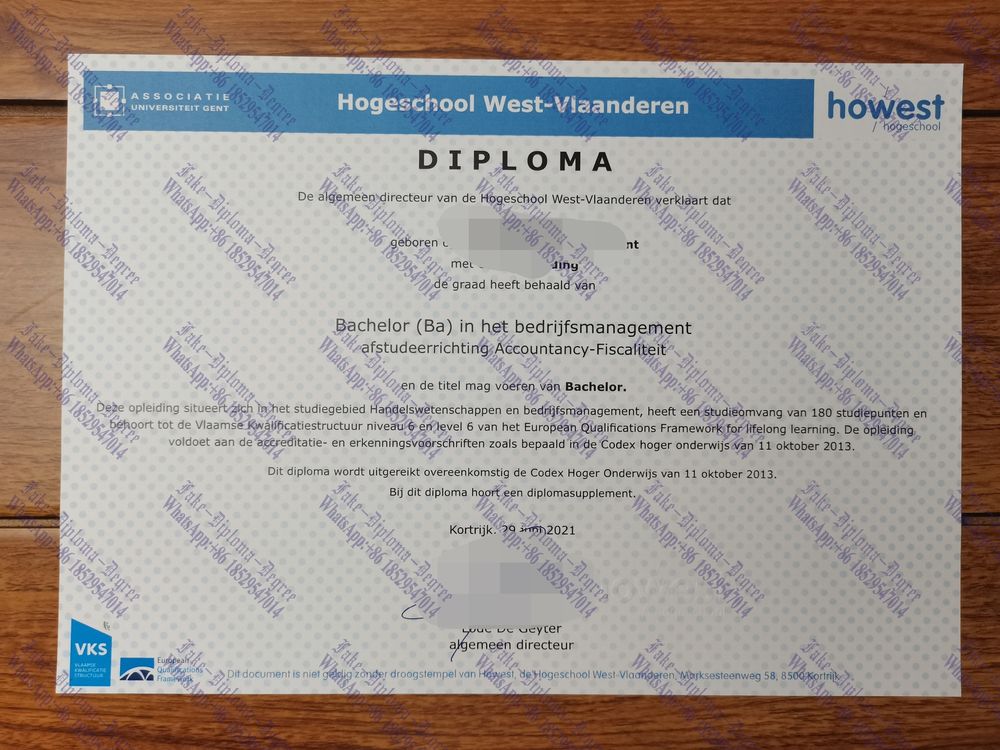 ASSOCIATIE
UNIVERSITEIT GENT
Hogeschool West-Vlaanderen
howest
/ hogeschool
DIPLOMA
De algemeen directeur van de Hogeschool West-Vlaanderen verklaart dat
geboren
met
de graad heeft behaald van
Bachelor (Ba) in het bedrijfsmanagement
afstudeerrichting Accountancy-Fiscaliteit
en de titel mag voeren van Bachelor.
Deze opleiding situeert zich in het studiegebied Handelswetenschappen en bedrijfsmanagement, heeft een studieomvang van 180 studiepunten en
behoort tot de Vlaamse Kwalificatiestructuur niveau 6 en level 6 van het European Qualifications Framework for lifelong learning. De opleiding
voldoet aan de accreditatie- en erkenningsvoorschriften zoals bepaald in de Codex hoger onderwijs van 11 oktober 2013.
Dit diploma wordt uitgereikt overeenkomstig de Codex Hoger Onderwijs van 11 oktober 2013.
Bij dit diploma hoort een diplomasupplement.
Kortrijk, 29 juni 2021
Luc De Geyter
algemeen directeur
VKS
VLAAMSE
KWALIFICATIE
STRUCTUUR
European
Qualifications
Framework
Dit document is niet geldig zonder droogstempel van Howest, de Hogeschool West-Vlaanderen, Marksesteenweg 58, 8500 Kortrijk
Fake-Diploma-Degree
WhatsApp:+86 18529547014